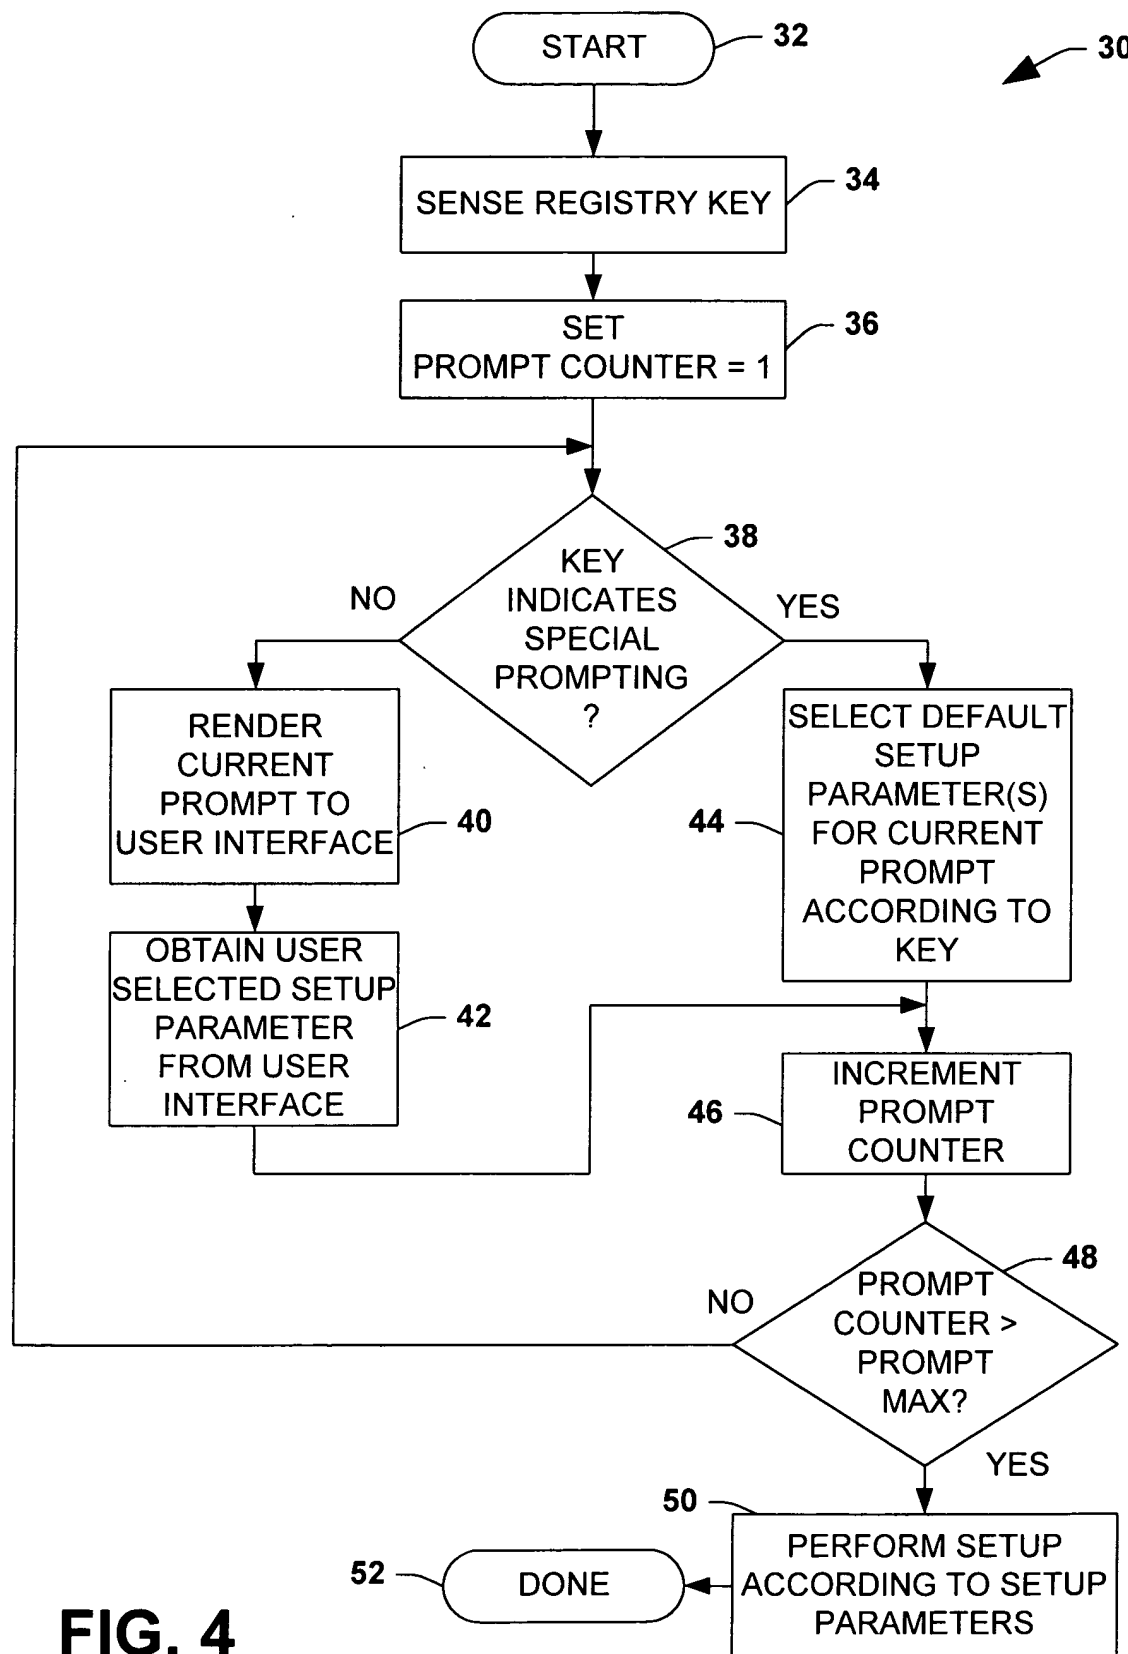 START
32
30
SENSE REGISTRY KEY
34
SET
PROMPT COUNTER = 1
36
38
KEY
INDICATES
SPECIAL
PROMPTING
?
NO
YES
RENDER
CURRENT
PROMPT TO
USER INTERFACE
40
SELECT DEFAULT
SETUP
PARAMETER(S)
FOR CURRENT
PROMPT
ACCORDING TO
KEY
44
OBTAIN USER
SELECTED SETUP
PARAMETER
FROM USER
INTERFACE
42
INCREMENT
PROMPT
COUNTER
46
48
PROMPT
COUNTER >
PROMPT
MAX?
NO
YES
50
PERFORM SETUP
ACCORDING TO SETUP
PARAMETERS
52
DONE
FIG. 4